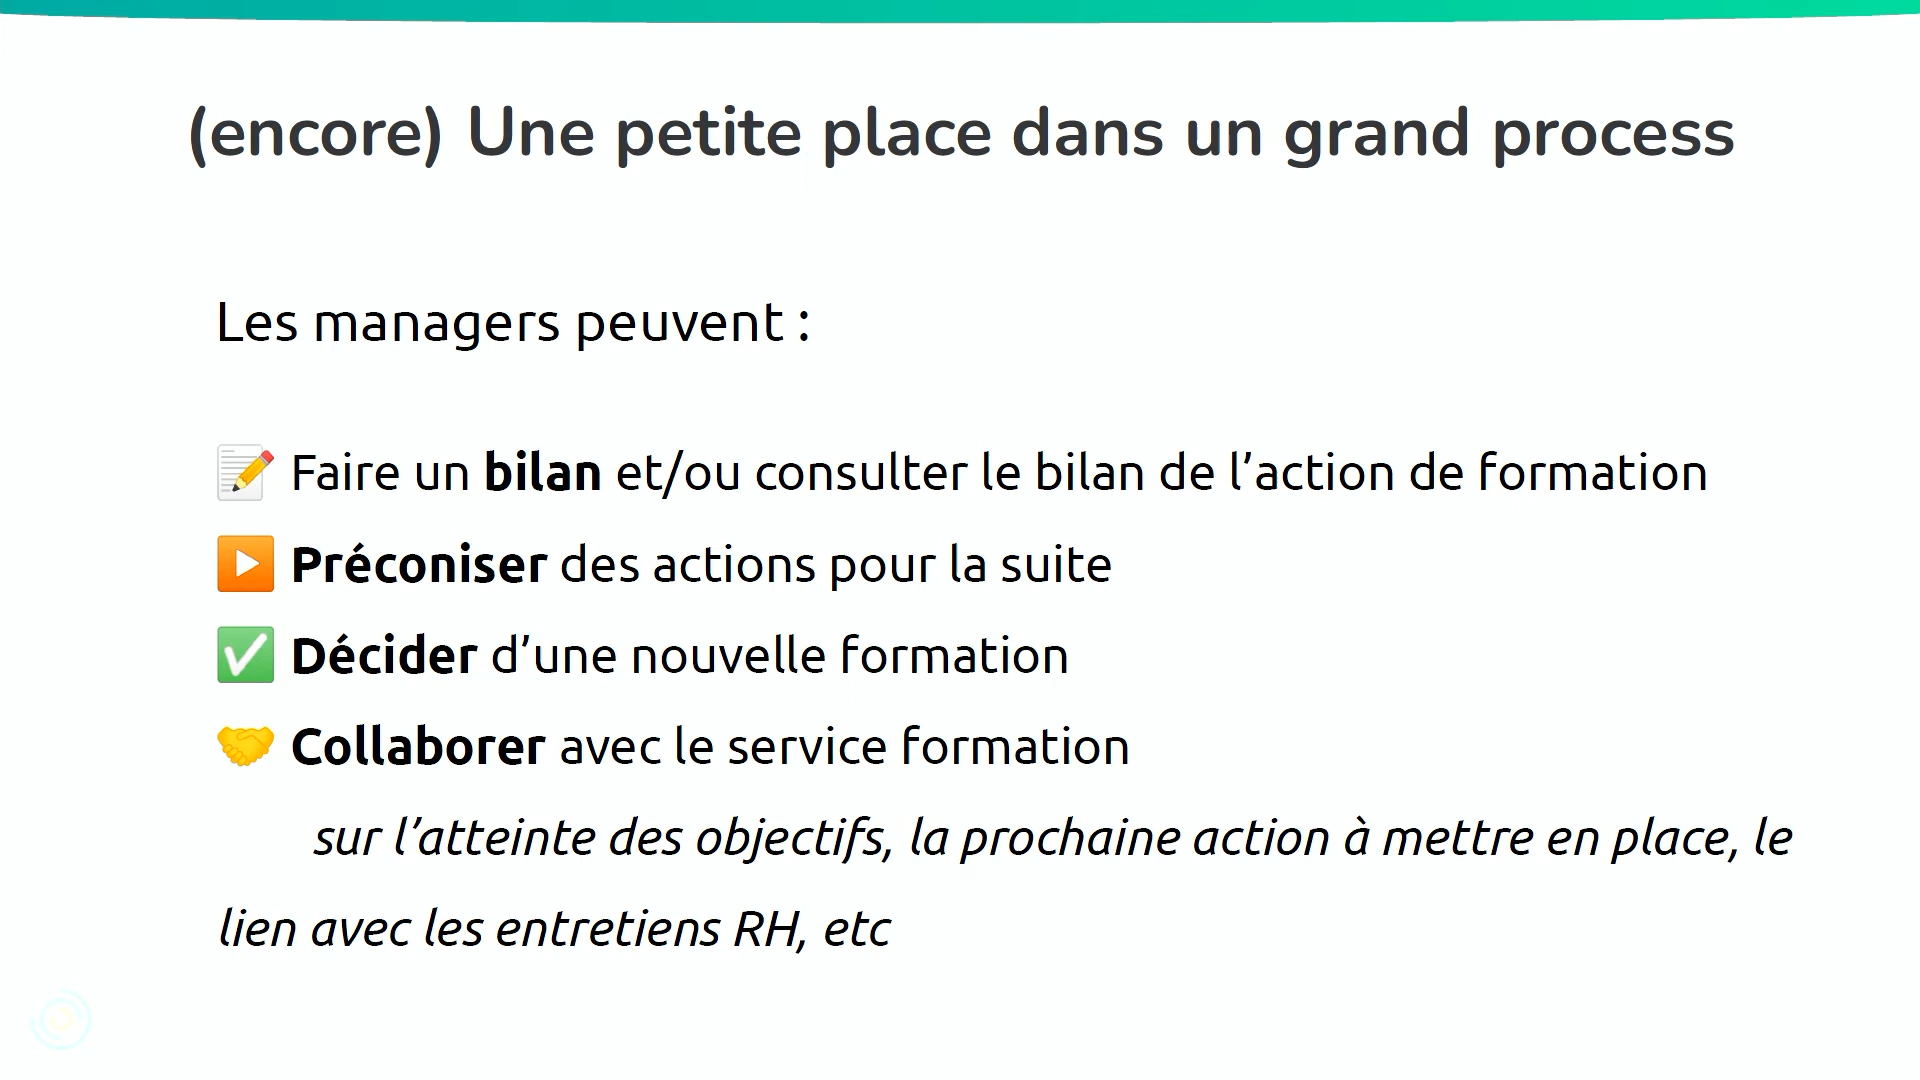 (encore) Une petite place dans un grand process
Les managers peuvent :
📝 Faire un bilan et/ou consulter le bilan de l’action de formation
▶️ Préconiser des actions pour la suite
✅ Décider d’une nouvelle formation
🤝 Collaborer avec le service formation
sur l’atteinte des objectifs, la prochaine action à mettre en place, le
lien avec les entretiens RH, etc